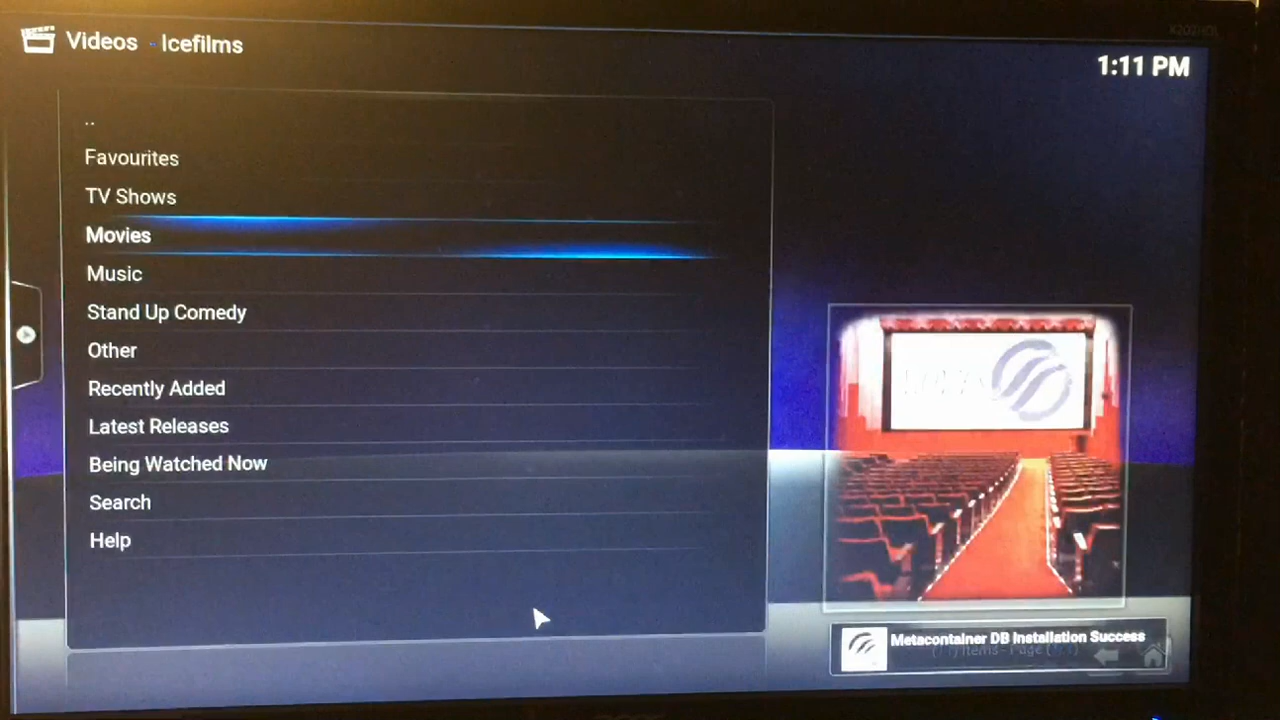 Videos - Icefilms
1:11 PM
..
Favourites
TV Shows
Movies
Music
Stand Up Comedy
Other
Recently Added
Latest Releases
Being Watched Now
Search
Help
Metacontainer DB Installation Success